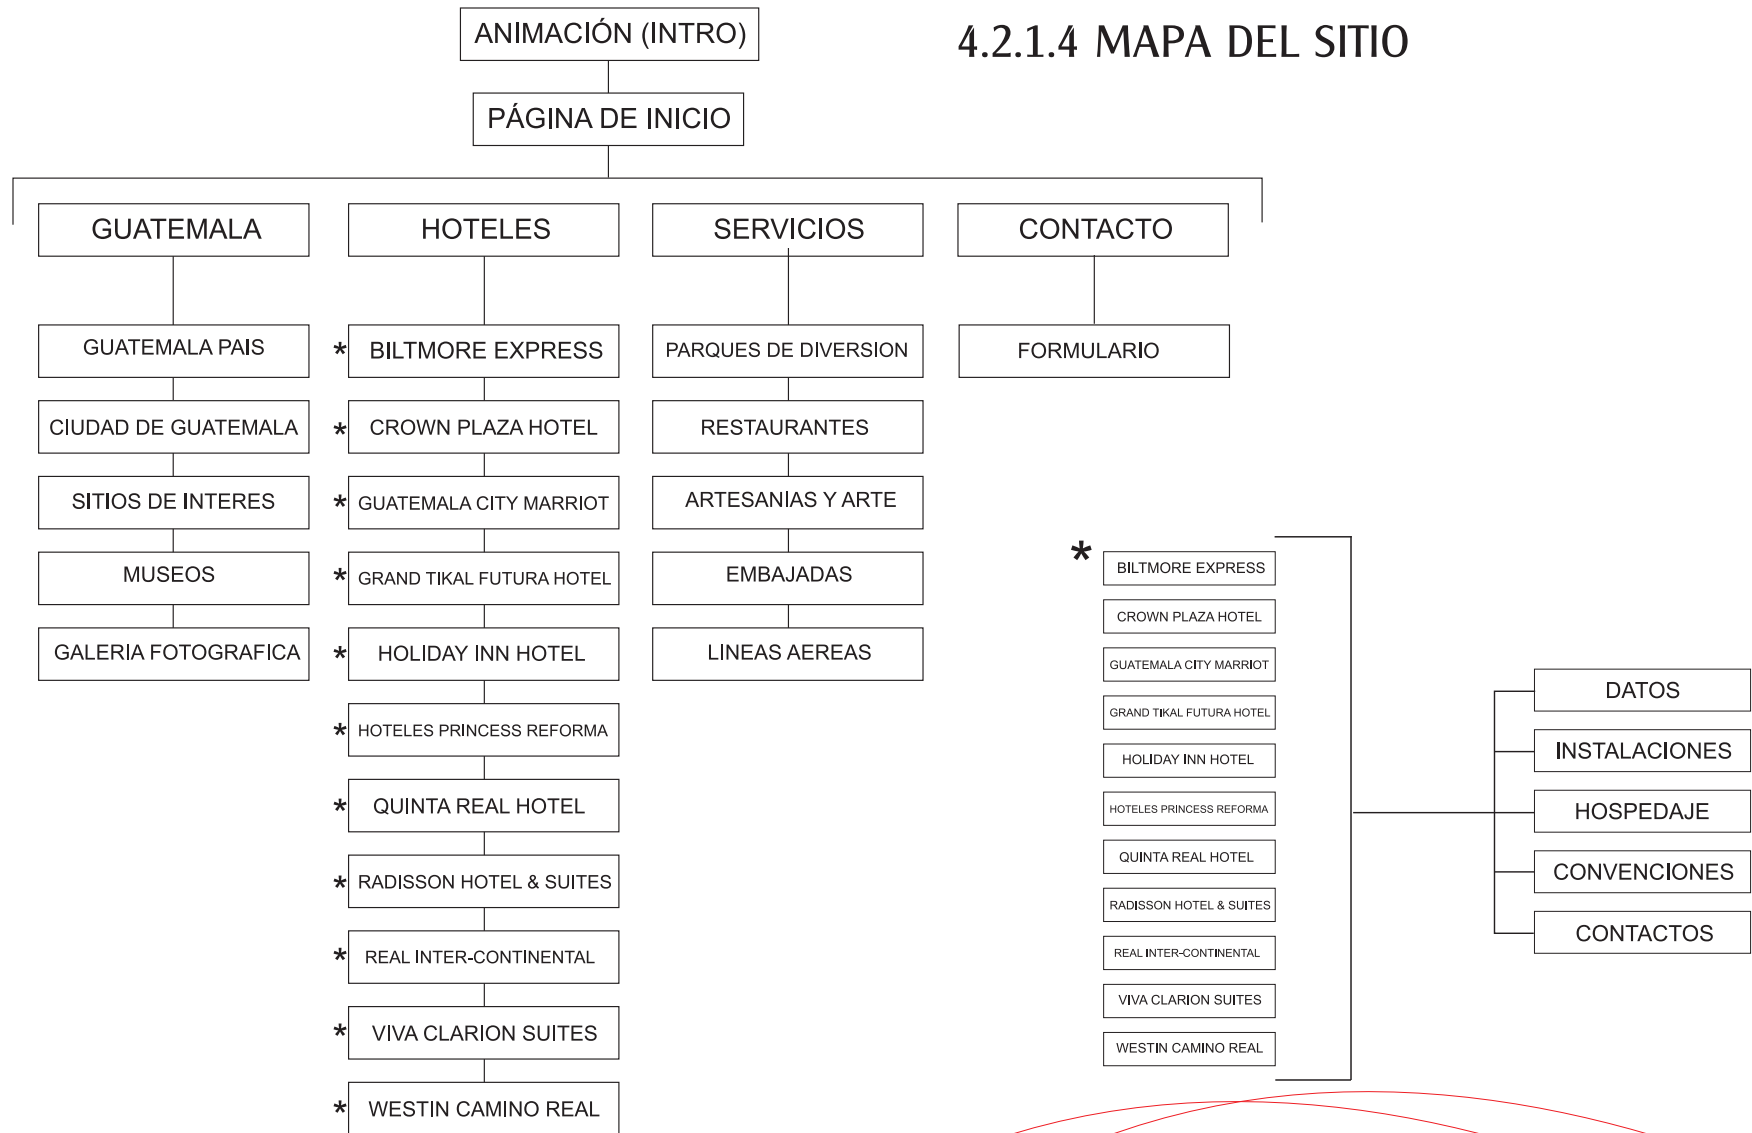 4.2.1.4 MAPA DEL SITIO
ANIMACIÓN (INTRO)
PÁGINA DE INICIO
GUATEMALA
GUATEMALA PAIS
CIUDAD DE GUATEMALA
SITIOS DE INTERES
MUSEOS
GALERIA FOTOGRAFICA
HOTELES
* BILTMORE EXPRESS
* CROWN PLAZA HOTEL
* GUATEMALA CITY MARRIOT
* GRAND TIKAL FUTURA HOTEL
* HOLIDAY INN HOTEL
* HOTELES PRINCESS REFORMA
* QUINTA REAL HOTEL
* RADISSON HOTEL & SUITES
* REAL INTER-CONTINENTAL
* VIVA CLARION SUITES
* WESTIN CAMINO REAL
SERVICIOS
PARQUES DE DIVERSION
RESTAURANTES
ARTESANIAS Y ARTE
EMBAJADAS
LINEAS AEREAS
CONTACTO
FORMULARIO
*
BILTMORE EXPRESS
CROWN PLAZA HOTEL
GUATEMALA CITY MARRIOT
GRAND TIKAL FUTURA HOTEL
HOLIDAY INN HOTEL
HOTELES PRINCESS REFORMA
QUINTA REAL HOTEL
RADISSON HOTEL & SUITES
REAL INTER-CONTINENTAL
VIVA CLARION SUITES
WESTIN CAMINO REAL
DATOS
INSTALACIONES
HOSPEDAJE
CONVENCIONES
CONTACTOS